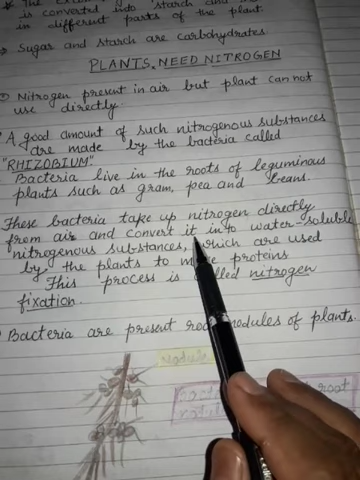 is converted into starch and
in different parts of the plant.
Sugar and starch are carbohydrates
PLANTS NEED NITROGEN
Nitrogen present in air but plant can not
use directly.
A good amount of such nitrogenous substances
are made by the bacteria called
"RHIZOBIUM"
Bacteria live in the roots of leguminous
plants such as gram, pea and beans.
These bacteria take up nitrogen directly
from air and convert it into water-soluble
nitrogenous substances, which are used
by the plants to make proteins
This process is called nitrogen
fixation.
Bacteria are present nodules of plants.